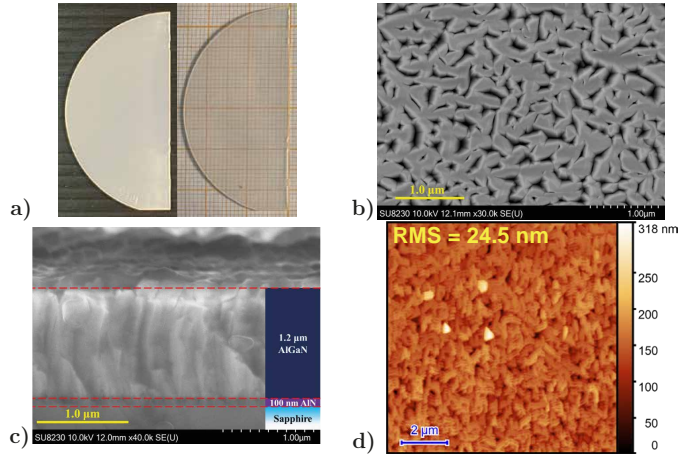 a)
b)
1.0 µm
SU8230 10.0kV 12.1mm x30.0k SE(U)
1.00µm
c)
1.2 µm
AlGaN
100 nm AlN
Sapphire
1.0 µm
SU8230 10.0kV 12.0mm x40.0k SE(U)
1.00µm
d)
RMS = 24.5 nm
2 µm
318 nm
250
200
150
100
50
0